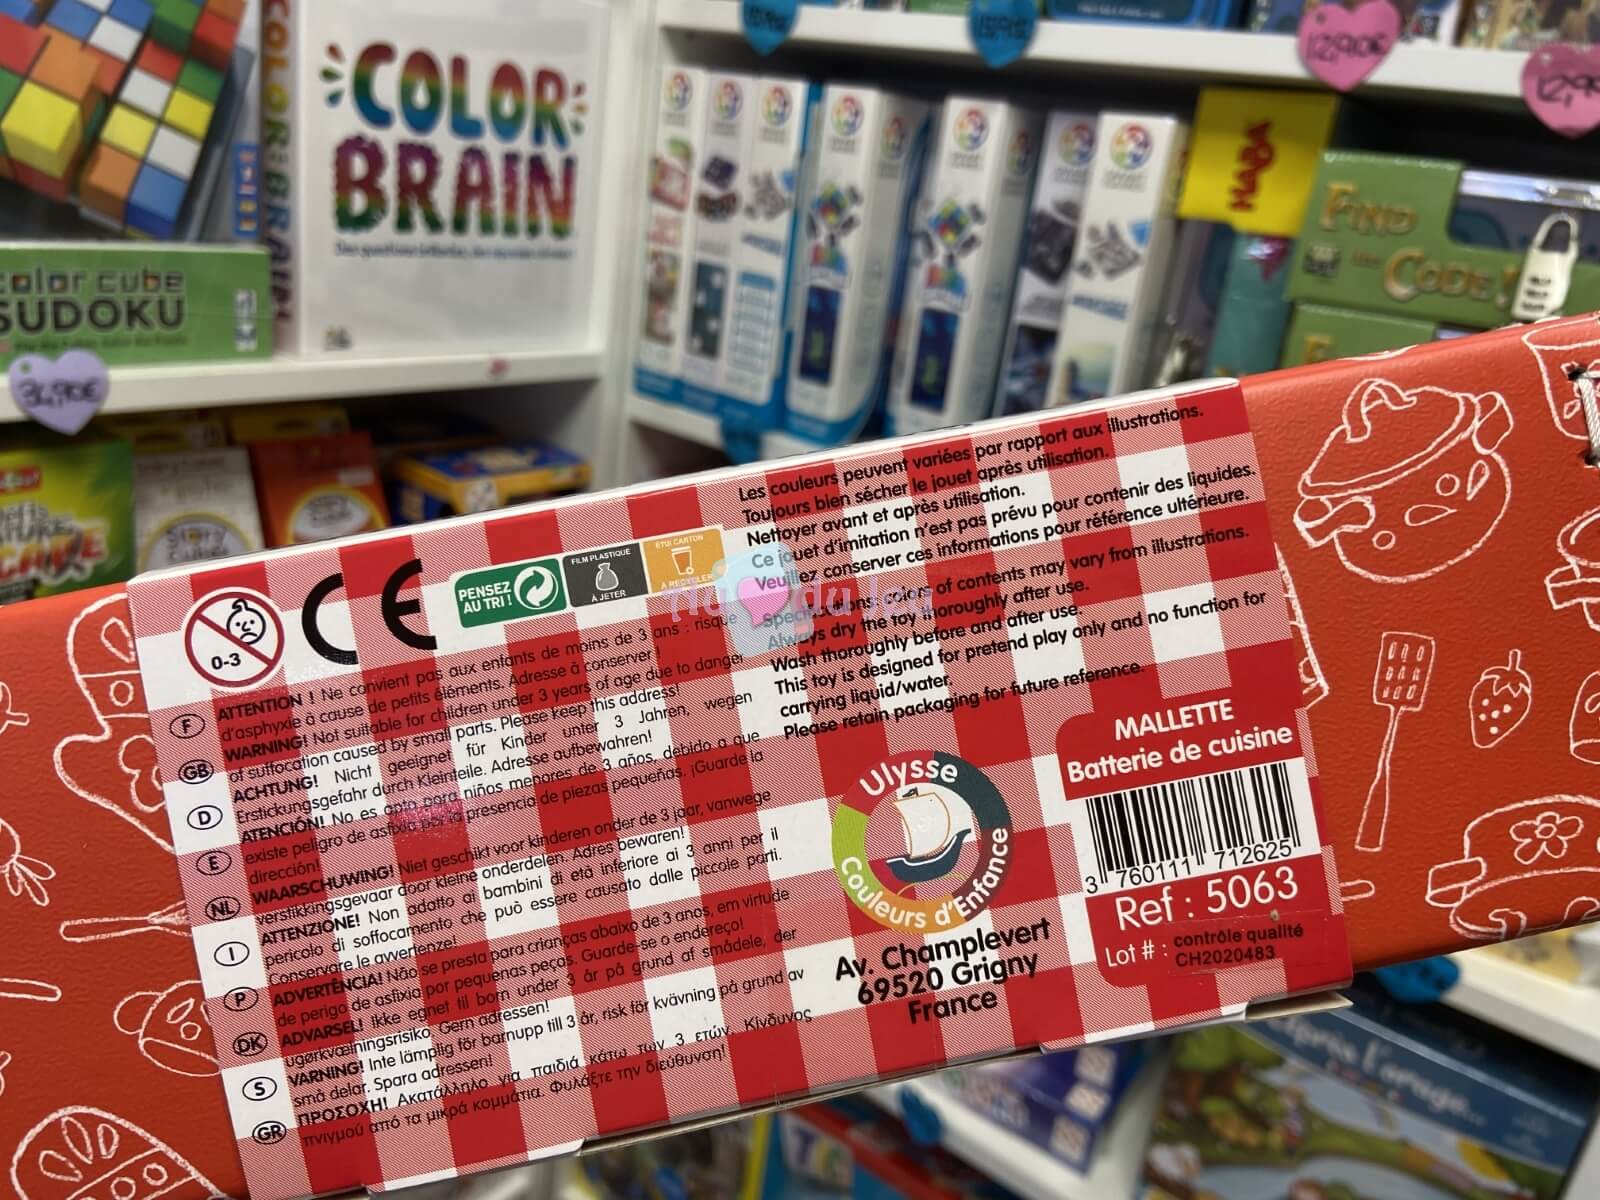 COLOR
BRAIN
COLOR BRAIN
color cube
SUDOKU
34,90€
12,90€
HABA
FIND
THE CODE!
Story
Cubes
0-3
CE
PENSEZ
AU TRI !
FILM PLASTIQUE
À JETER
ÉTUI CARTON
À RECYCLER
F ATTENTION ! Ne convient pas aux enfants de moins de 3 ans : risque
d'asphyxie à cause de petits éléments. Adresse à conserver !
GB WARNING! Not suitable for children under 3 years of age due to danger
of suffocation caused by small parts. Please keep this address!
D ACHTUNG! Nicht geeignet für Kinder unter 3 Jahren, wegen
Erstickungsgefahr durch Kleinteile. Adresse aufbewahren!
E ATENCIÓN! No es apto para niños menores de 3 años, debido a que
existe peligro de asfixia por la presencia de piezas pequeñas. ¡Guarde la
dirección!
NL WAARSCHUWING! Niet geschikt voor kinderen onder de 3 jaar, vanwege
verstikkingsgevaar door kleine onderdelen. Adres bewaren!
I ATTENZIONE! Non adatto ai bambini di età inferiore ai 3 anni per il
pericolo di soffocamento che può essere causato dalle piccole parti.
Conservare le avvertenze!
P ADVERTÊNCIA! Não se presta para crianças abaixo de 3 anos, em virtude
de perigo de asfixia por pequenas peças. Guarde-se o endereço!
DK ADVARSEL! Ikke egnet til born under 3 år på grund af smådele, der
ugørkvælningsrisiko. Gern adressen!
S VARNING! Inte lämplig för barnupp till 3 år, risk för kvävning på grund av
små delar. Spara adressen!
GR ΠΡΟΣΟΧΗ! Ακατάλληλο για παιδιά κάτω των 3 ετών. Κίνδυνος
πνιγμού από τα μικρά κομμάτια. Φυλάξτε την διεύθυνση!
Les couleurs peuvent variées par rapport aux illustrations.
Toujours bien sécher le jouet après utilisation.
Nettoyer avant et après utilisation.
Ce jouet d'imitation n'est pas prévu pour contenir des liquides.
Veuillez conserver ces informations pour référence ultérieure.
colors of contents may vary from illustrations.
Always dry the toy thoroughly after use.
Wash thoroughly before and after use.
This toy is designed for pretend play only and no function for
carrying liquid/water.
Please retain packaging for future reference.
Ulysse
Couleurs d'Enfance
Av. Champlevert
69520 Grigny
France
MALLETTE
Batterie de cuisine
3 760111 712625
Ref : 5063
Lot # : contrôle qualité
CH2020483